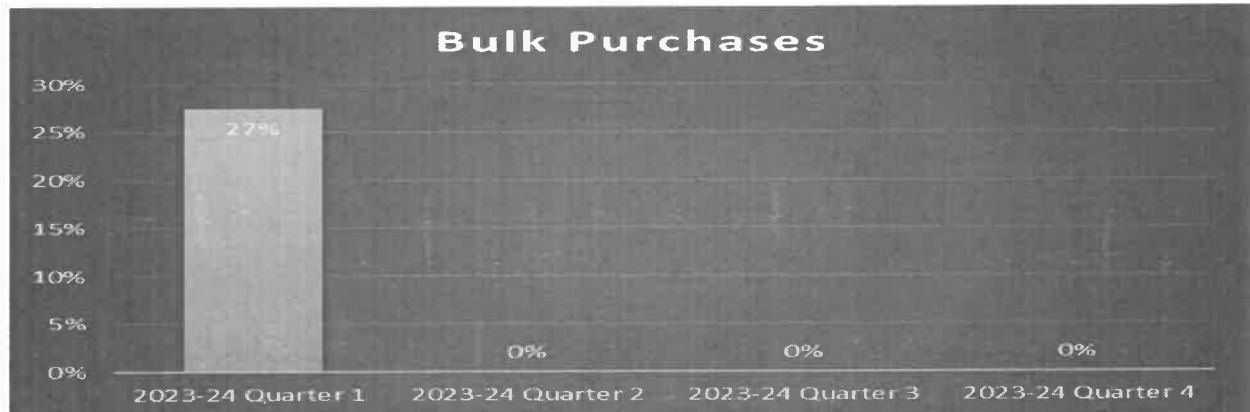 Bulk Purchases
30%
25%
20%
15%
10%
5%
0%
27%
0%
0%
0%
2023-24 Quarter 1
2023-24 Quarter 2
2023-24 Quarter 3
2023-24 Quarter 4